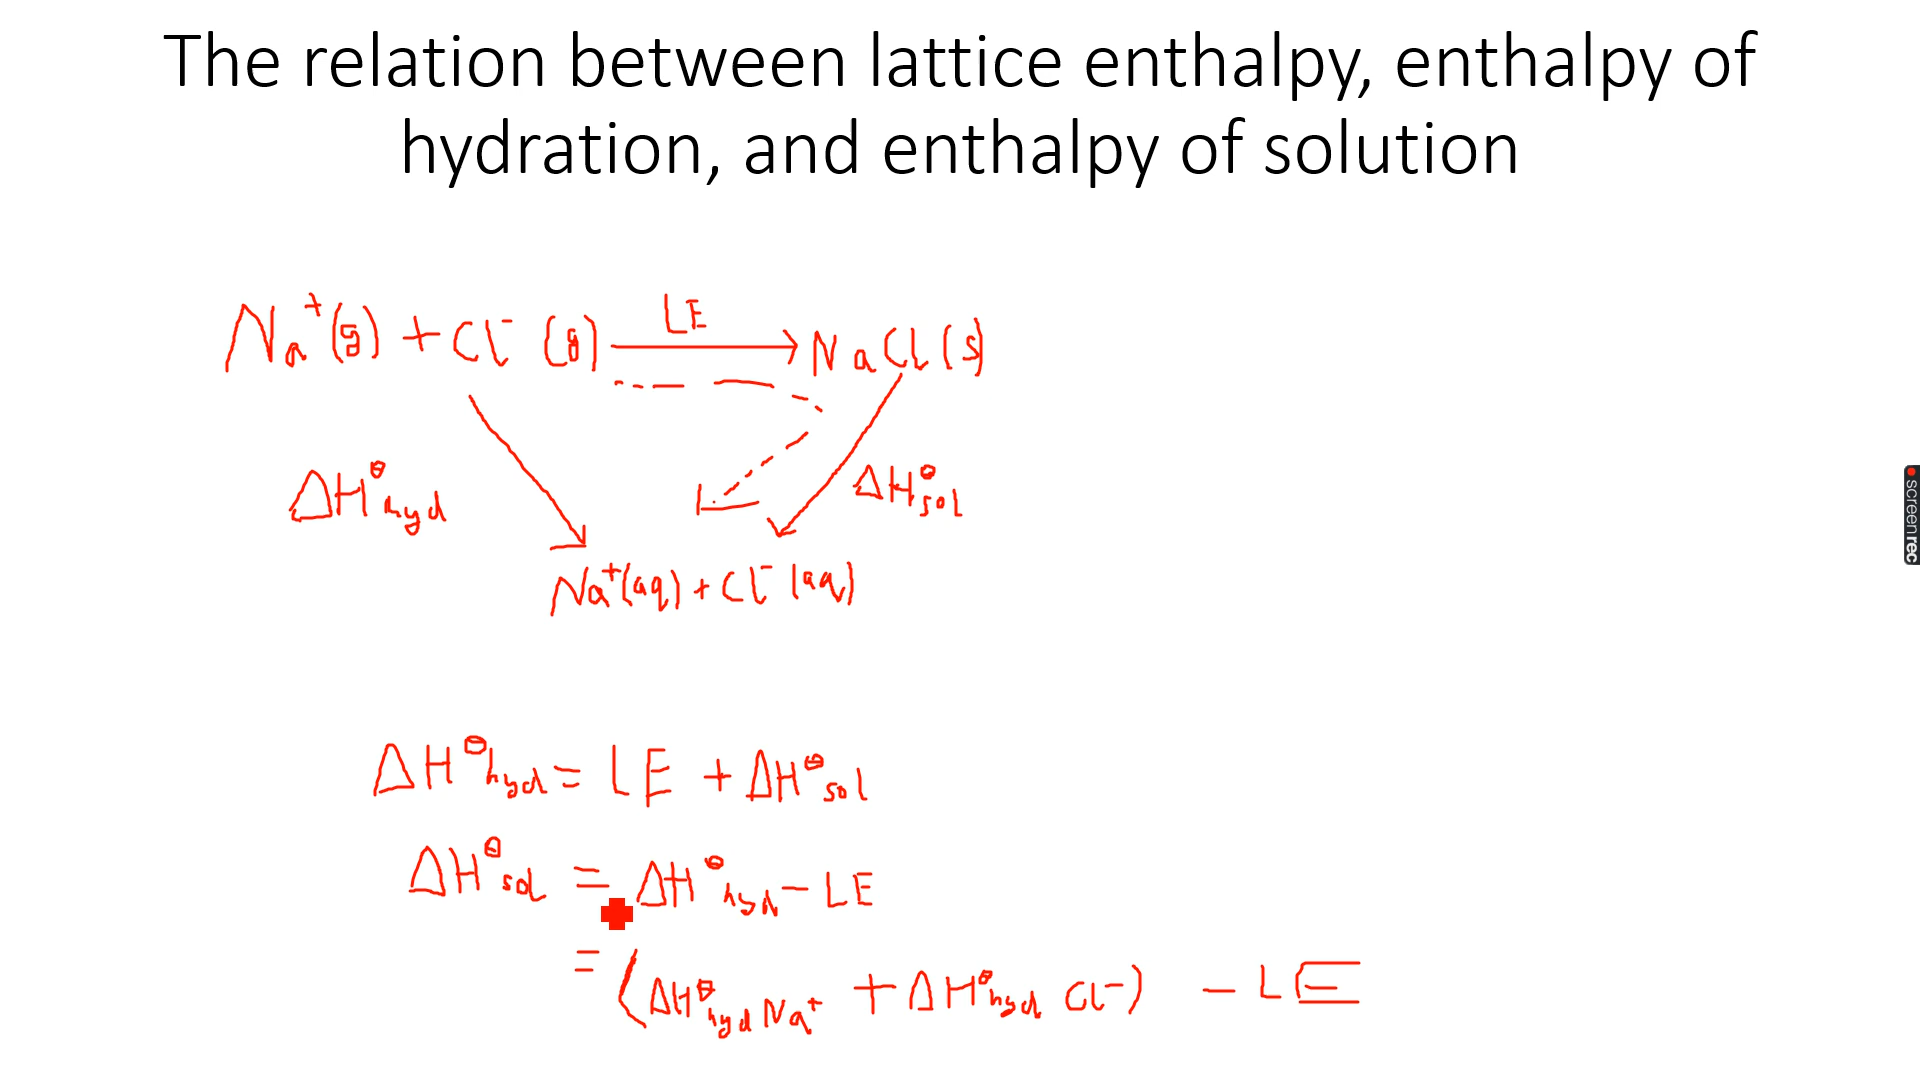 The relation between lattice enthalpy, enthalpy of
hydration, and enthalpy of solution
LE
Na⁺(g) + Cl⁻(g) → NaCl(s)
ΔH°hyd
ΔH°sol
Na⁺(aq) + Cl⁻(aq)
ΔH°hyd = LE + ΔH°sol
ΔH°sol = ΔH°hyd - LE
= (ΔH°hyd Na⁺ + ΔH°hyd Cl⁻) - LE
screenrec